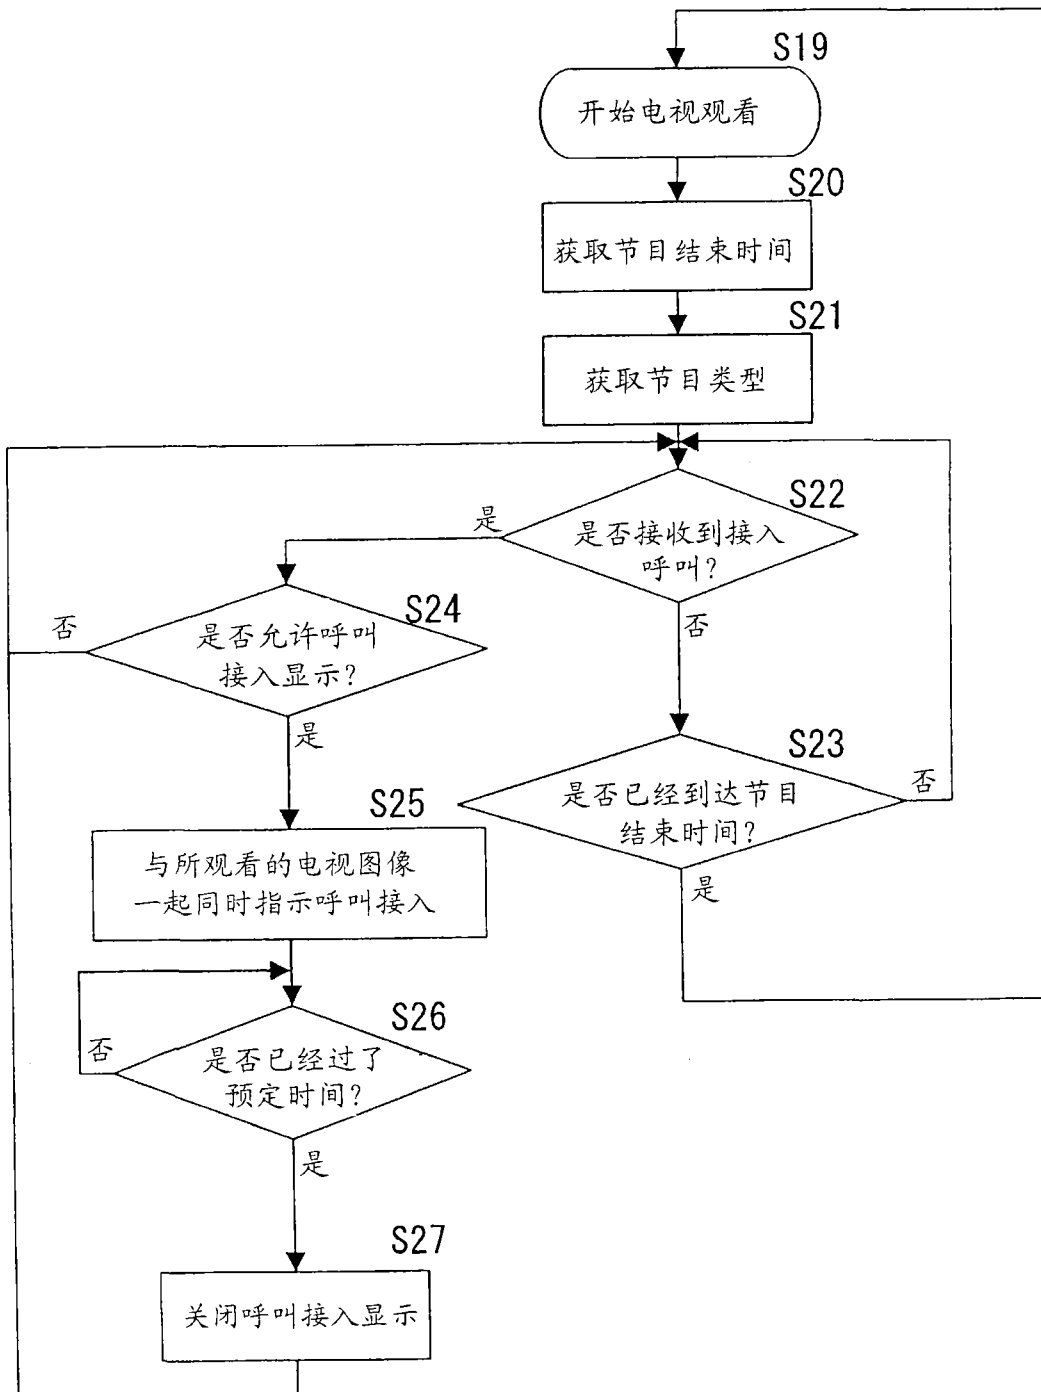 S19
开始电视观看
S20
获取节目结束时间
S21
获取节目类型
S22
是否接收到接入
呼叫?
是
否
S24
是否允许呼叫
接入显示?
否
是
S23
是否已经到达节目
结束时间?
否
是
S25
与所观看的电视图像
一起同时指示呼叫接入
S26
是否已经过了
预定时间?
否
是
S27
关闭呼叫接入显示